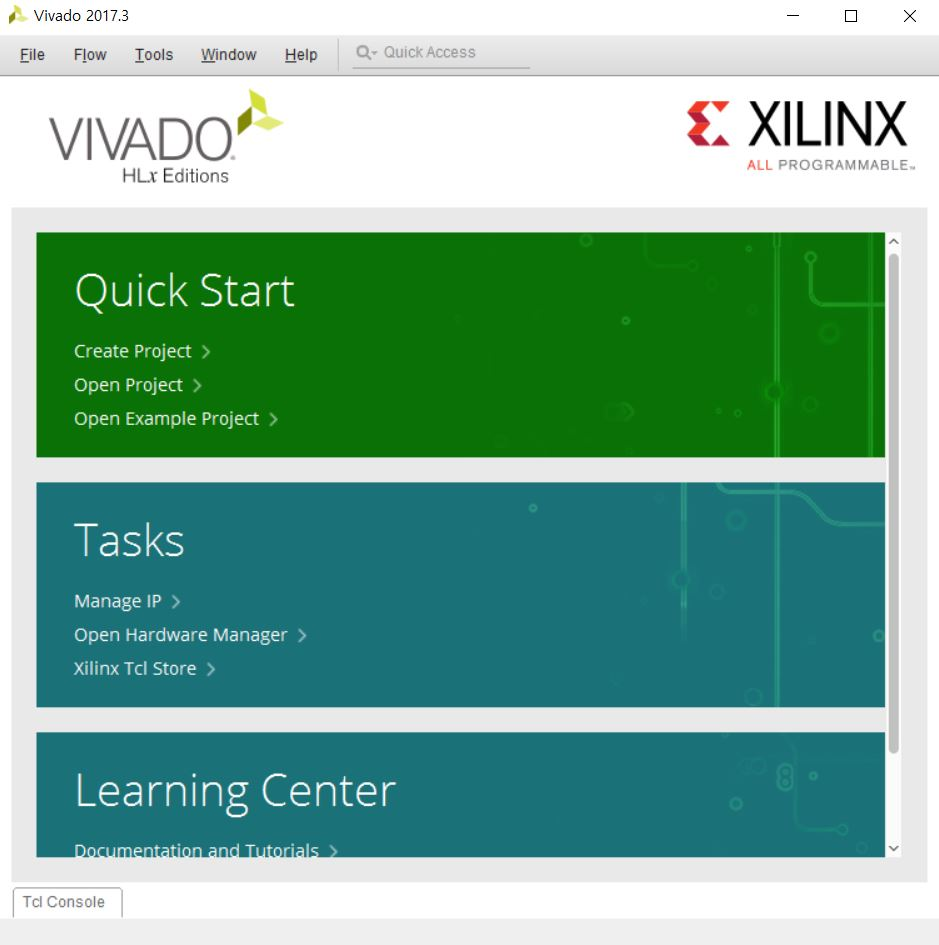 Vivado 2017.3
File Flow Tools Window Help Quick Access
VIVADO.
HLx Editions
XILINX
ALL PROGRAMMABLE™
Quick Start
Create Project
Open Project
Open Example Project
Tasks
Manage IP
Open Hardware Manager
Xilinx Tcl Store
Learning Center
Documentation and Tutorials
Tcl Console